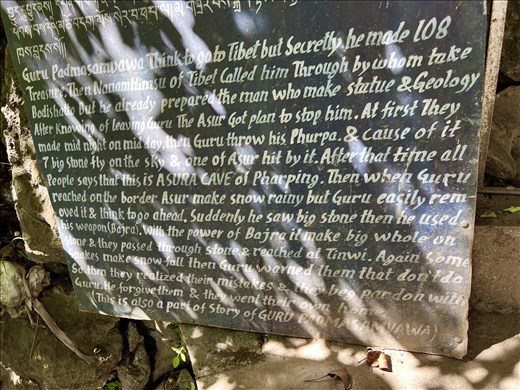 Guru Padmasamvawa Think to go to Tibet but Secretly he made 108
Treasure. Then Nanam Himsu of Tibel Called him Through by whom take
Bodishatio but he already prepared the man who make statue & Geology
After Knowing of leaving Guru The Asur Got plan to stop him. At first They
made mid night on mid day, then Guru throw his Phurpa. & cause of it
7 big stone fly on the sky & one of Asur hit by it. After that time all
People says that this is ASURA CAVE of Pharping. Then when Guru
reached on the border Asur make snow rainy but Guru easily rem-
oved it & think to go ahead. Suddenly he saw big stone then he used
his weapon (Bajra). With the power of Bajra it make big whole on
stone & they passed through stone & reached at Tinwi. Again some
snakes make snow fall then Guru warned them that don't do
So then they realized their mistakes & they beg pardon with
Guru. He forgive them & they went their own home
(This is also a part of Story of GURU PADMASAMVAWA)